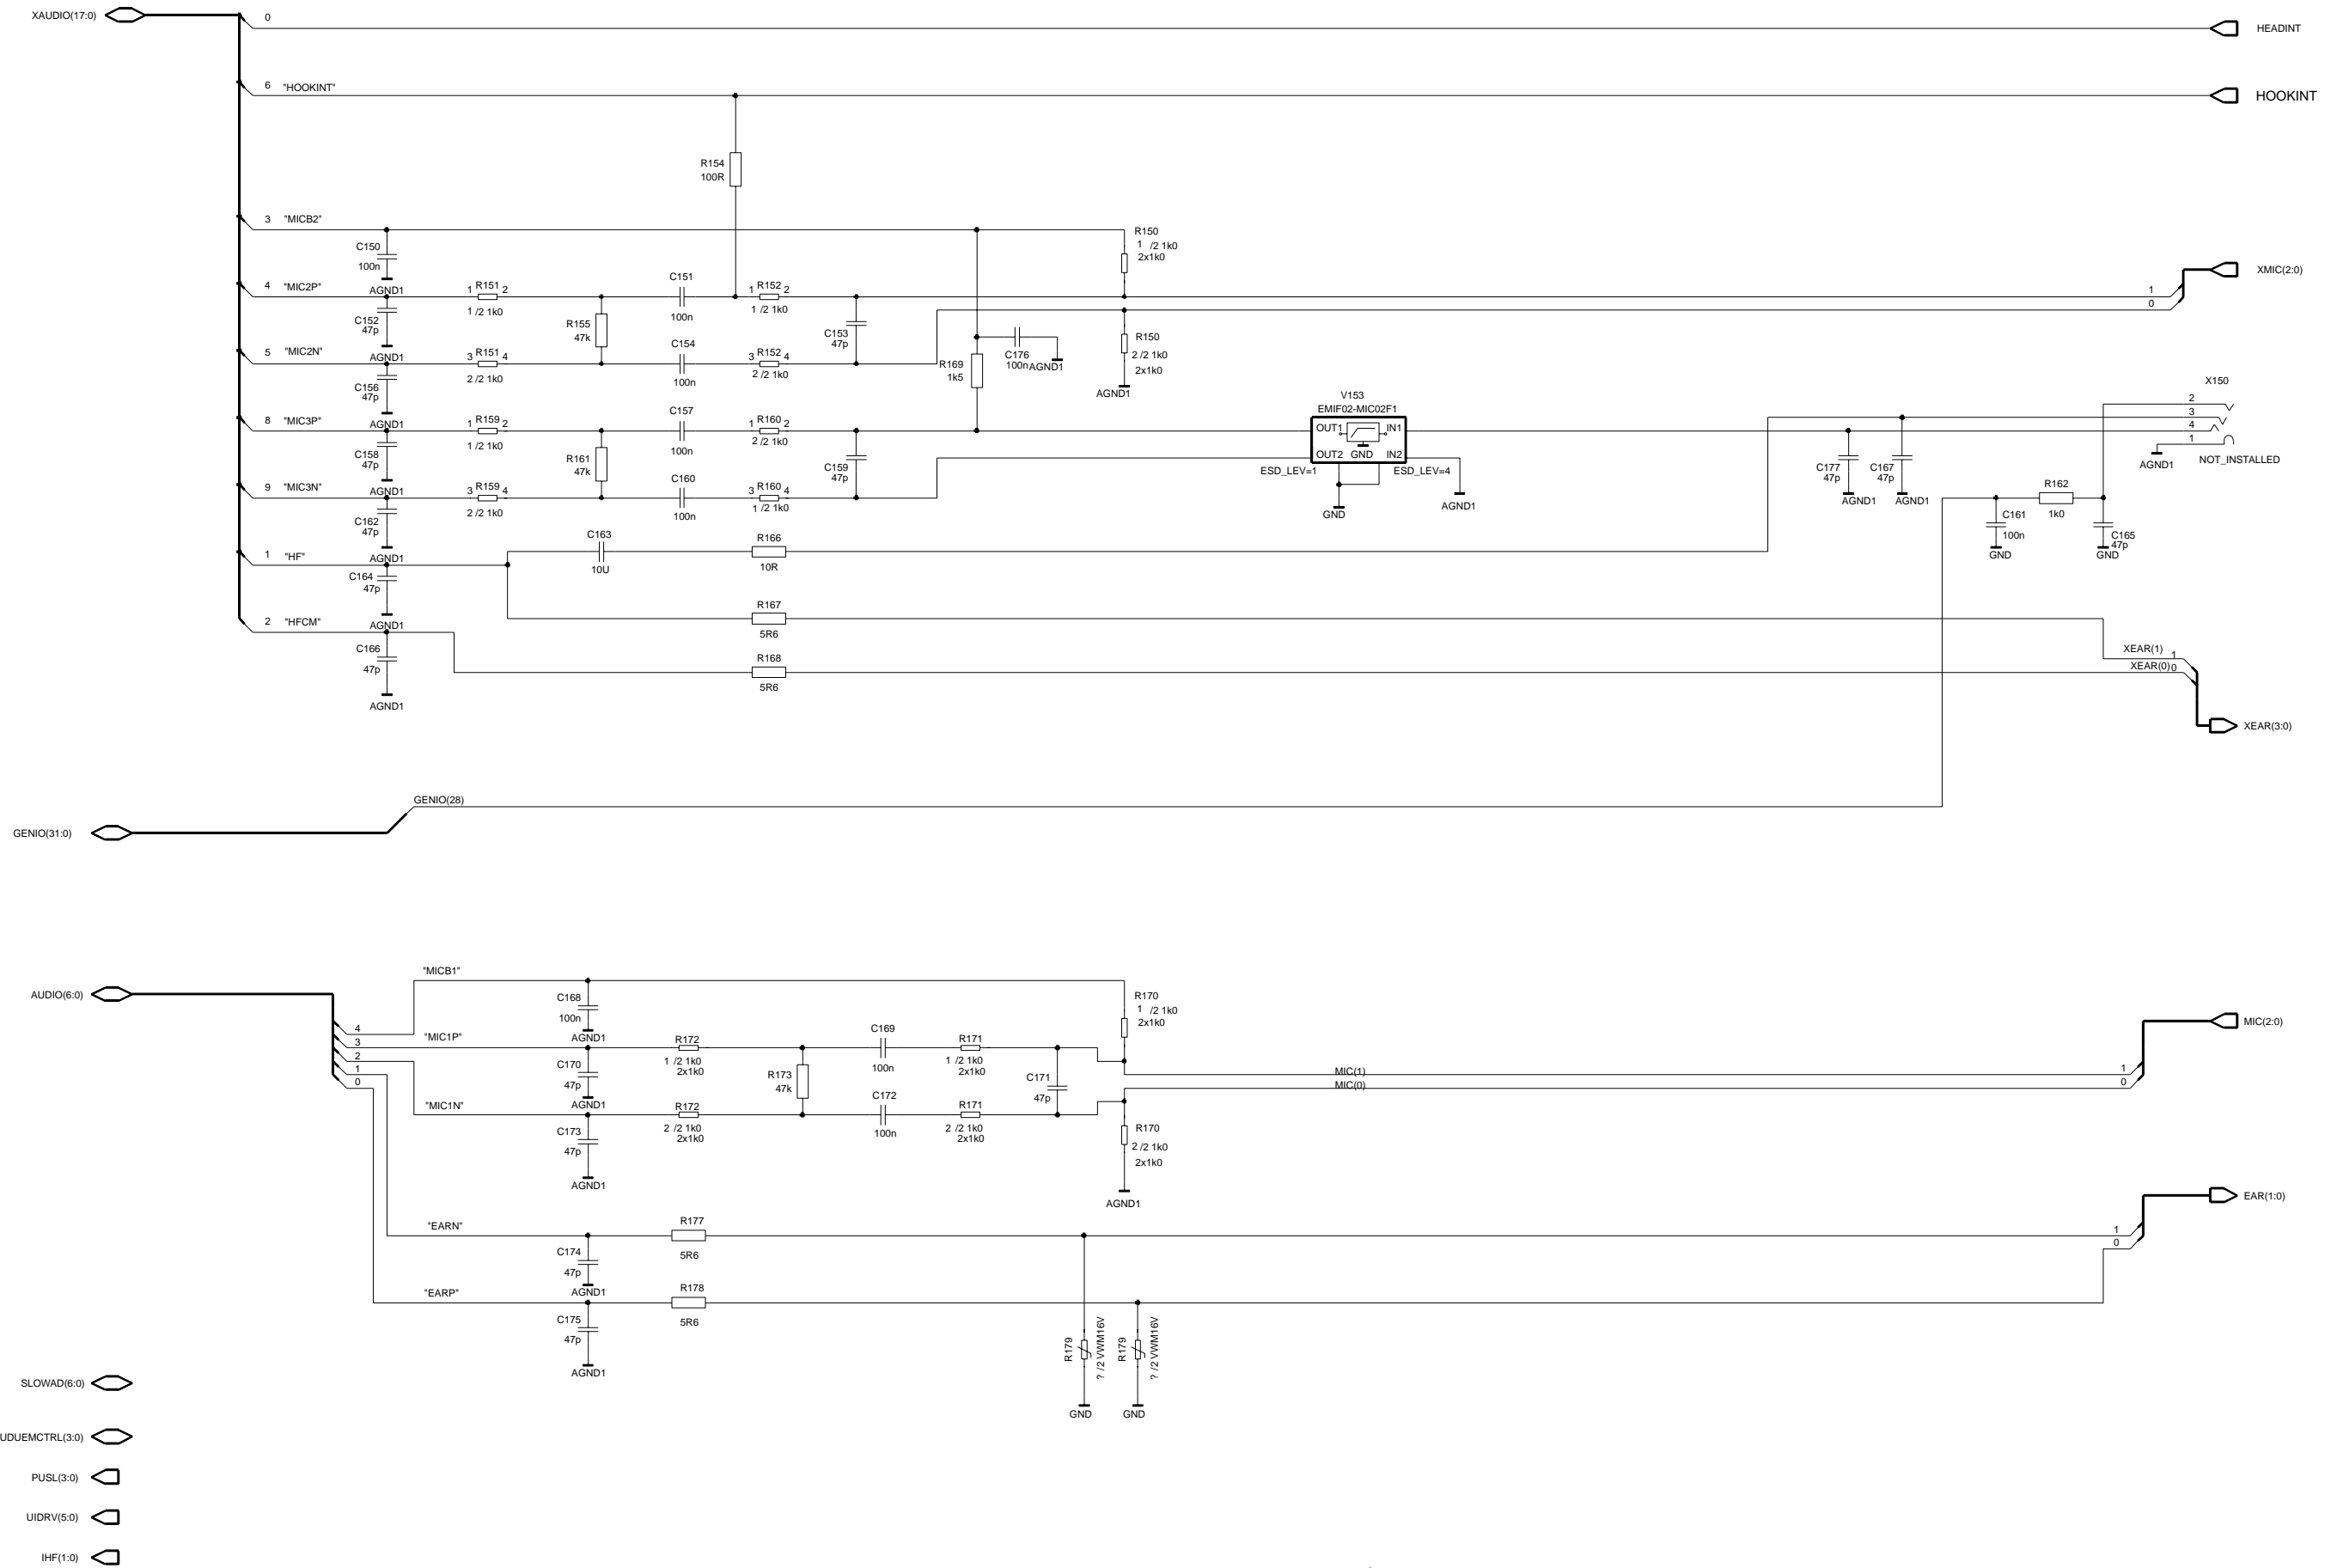 XAUDIO(17:0)
0
HEADINT
6 "HOOKINT"
HOOKINT
R154
100R
3 "MICB2"
C150
100n
AGND1
R150
1 /2 1k0
2x1k0
XMIC(2:0)
1
0
4 "MIC2P"
C152
47p
AGND1
1 R151 2
1 /2 1k0
R155
47k
C151
100n
1 R152 2
1 /2 1k0
C153
47p
5 "MIC2N"
C156
47p
AGND1
3 R151 4
2 /2 1k0
C154
100n
3 R152 4
2 /2 1k0
R169
1k5
C176
100n
AGND1
R150
2 /2 1k0
2x1k0
AGND1
8 "MIC3P"
C158
47p
AGND1
1 R159 2
1 /2 1k0
R161
47k
C157
100n
1 R160 2
2 /2 1k0
C159
47p
V153
EMIF02-MIC02F1
OUT1
IN1
OUT2
GND
IN2
ESD_LEV=1
ESD_LEV=4
GND
AGND1
X150
2
3
4
1
AGND1
NOT_INSTALLED
C177
47p
AGND1
C167
47p
AGND1
9 "MIC3N"
C162
47p
AGND1
3 R159 4
2 /2 1k0
C160
100n
3 R160 4
1 /2 1k0
R162
1k0
C161
100n
GND
C165
47p
GND
1 "HF"
C164
47p
AGND1
C163
10U
R166
10R
R167
5R6
2 "HFCM"
C166
47p
AGND1
R168
5R6
XEAR(1) 1
XEAR(0) 0
XEAR(3:0)
GENIO(28)
GENIO(31:0)
AUDIO(6:0)
4
3
2
1
0
"MICB1"
C168
100n
AGND1
R170
1 /2 1k0
2x1k0
MIC(2:0)
"MIC1P"
C170
47p
AGND1
R172
1 /2 1k0
2x1k0
R173
47k
C169
100n
R171
1 /2 1k0
2x1k0
C171
47p
MIC(1)
MIC(0)
1
0
"MIC1N"
C173
47p
AGND1
R172
2 /2 1k0
2x1k0
C172
100n
R171
2 /2 1k0
2x1k0
R170
2 /2 1k0
2x1k0
AGND1
EAR(1:0)
1
0
"EARN"
C174
47p
AGND1
R177
5R6
"EARP"
C175
47p
AGND1
R178
5R6
R179
? /2 VWM16V
GND
R179
? /2 VWM16V
GND
SLOWAD(6:0)
UDUEMCTRL(3:0)
PUSL(3:0)
UIDRV(5:0)
IHF(1:0)